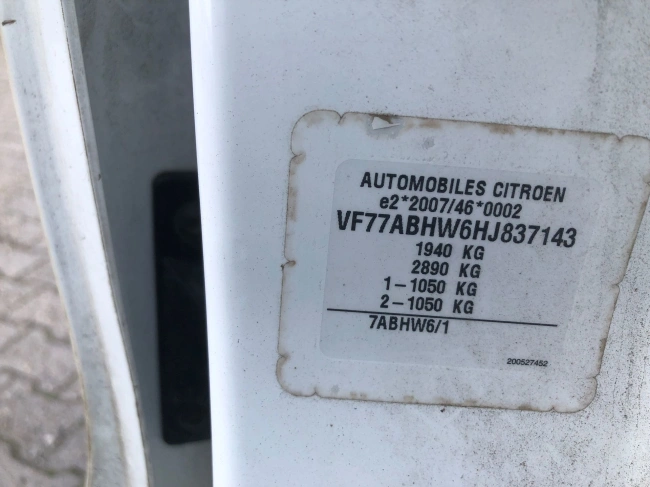 AUTOMOBILES CITROEN
e2*2007/46*0002
VF77ABHW6HJ837143
1940 KG
2890 KG
1-1050 KG
2-1050 KG
7ABHW6/1
200527452